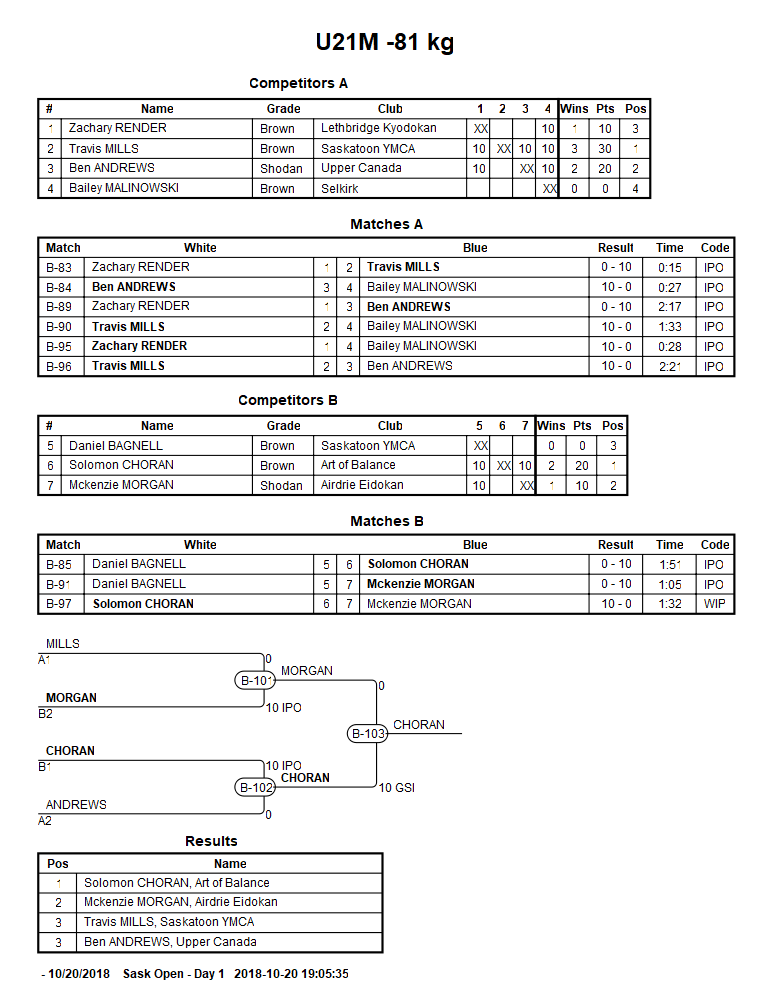 U21M -81 kg
Competitors A
# Name Grade Club 1 2 3 4 Wins Pts Pos
1 Zachary RENDER Brown Lethbridge Kyodokan XX 10 1 10 3
2 Travis MILLS Brown Saskatoon YMCA 10 XX 10 10 3 30 1
3 Ben ANDREWS Shodan Upper Canada 10 XX 10 2 20 2
4 Bailey MALINOWSKI Brown Selkirk XX 0 0 4
Matches A
Match White Blue Result Time Code
B-83 Zachary RENDER 1 2 Travis MILLS 0 - 10 0:15 IPO
B-84 Ben ANDREWS 3 4 Bailey MALINOWSKI 10 - 0 0:27 IPO
B-89 Zachary RENDER 1 3 Ben ANDREWS 0 - 10 2:17 IPO
B-90 Travis MILLS 2 4 Bailey MALINOWSKI 10 - 0 1:33 IPO
B-95 Zachary RENDER 1 4 Bailey MALINOWSKI 10 - 0 0:28 IPO
B-96 Travis MILLS 2 3 Ben ANDREWS 10 - 0 2:21 IPO
Competitors B
# Name Grade Club 5 6 7 Wins Pts Pos
5 Daniel BAGNELL Brown Saskatoon YMCA XX 0 0 3
6 Solomon CHORAN Brown Art of Balance 10 XX 10 2 20 1
7 Mckenzie MORGAN Shodan Airdrie Eidokan 10 XX 1 10 2
Matches B
Match White Blue Result Time Code
B-85 Daniel BAGNELL 5 6 Solomon CHORAN 0 - 10 1:51 IPO
B-91 Daniel BAGNELL 5 7 Mckenzie MORGAN 0 - 10 1:05 IPO
B-97 Solomon CHORAN 6 7 Mckenzie MORGAN 10 - 0 1:32 WIP
MILLS
A1 0
B-101 MORGAN
MORGAN 0
B2 10 IPO
B-103 CHORAN
CHORAN
B1 10 IPO
B-102 CHORAN 10 GSI
ANDREWS
A2 0
Results
Pos Name
1 Solomon CHORAN, Art of Balance
2 Mckenzie MORGAN, Airdrie Eidokan
3 Travis MILLS, Saskatoon YMCA
3 Ben ANDREWS, Upper Canada
- 10/20/2018 Sask Open - Day 1 2018-10-20 19:05:35